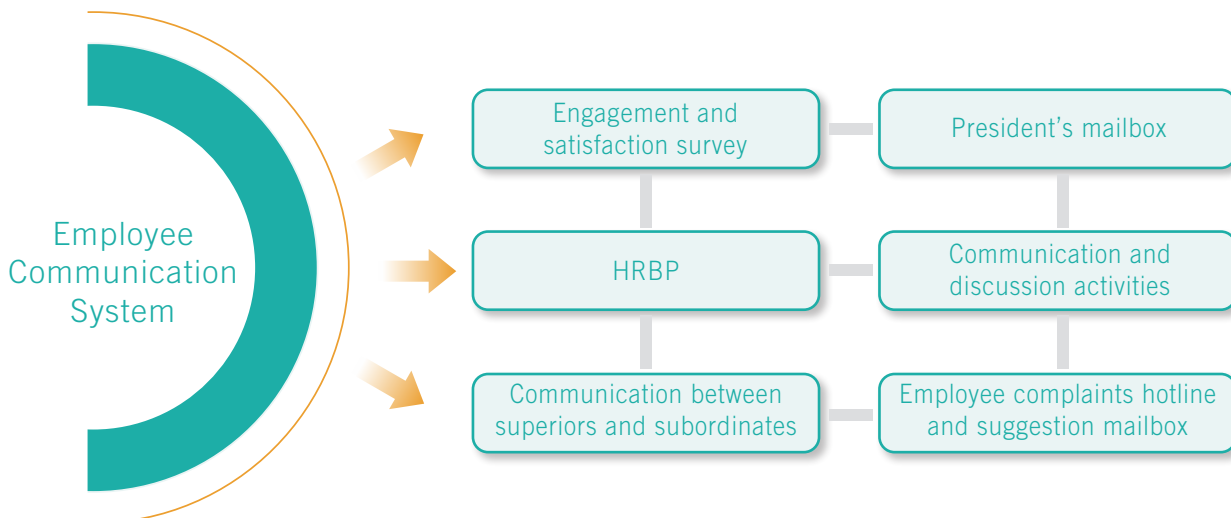 Employee
Communication
System
Engagement and
satisfaction survey
President’s mailbox
HRBP
Communication and
discussion activities
Communication between
superiors and subordinates
Employee complaints hotline
and suggestion mailbox